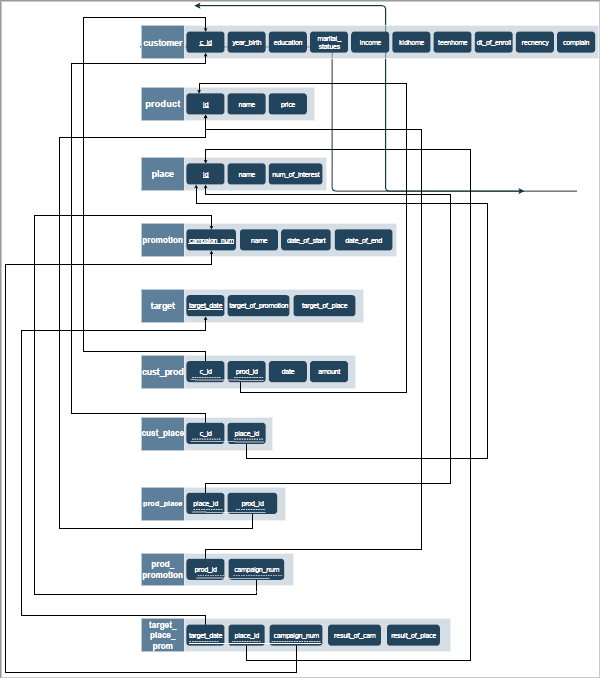 customer c_id year_birth education marital_ income kidhome teenhome dt_of_enroll recnency complain
statues
product id name price
place id name num_of_interest
promotion campaign_num name date_of_start date_of_end
target target_date target_of_promotion target_of_place
cust_prod c_id prod_id date amount
cust_place c_id place_id
prod_place place_id prod_id
prod_
promotion prod_id campaign_num
target_
place_ target_date place_id campaign_num result_of_cam result_of_place
prom